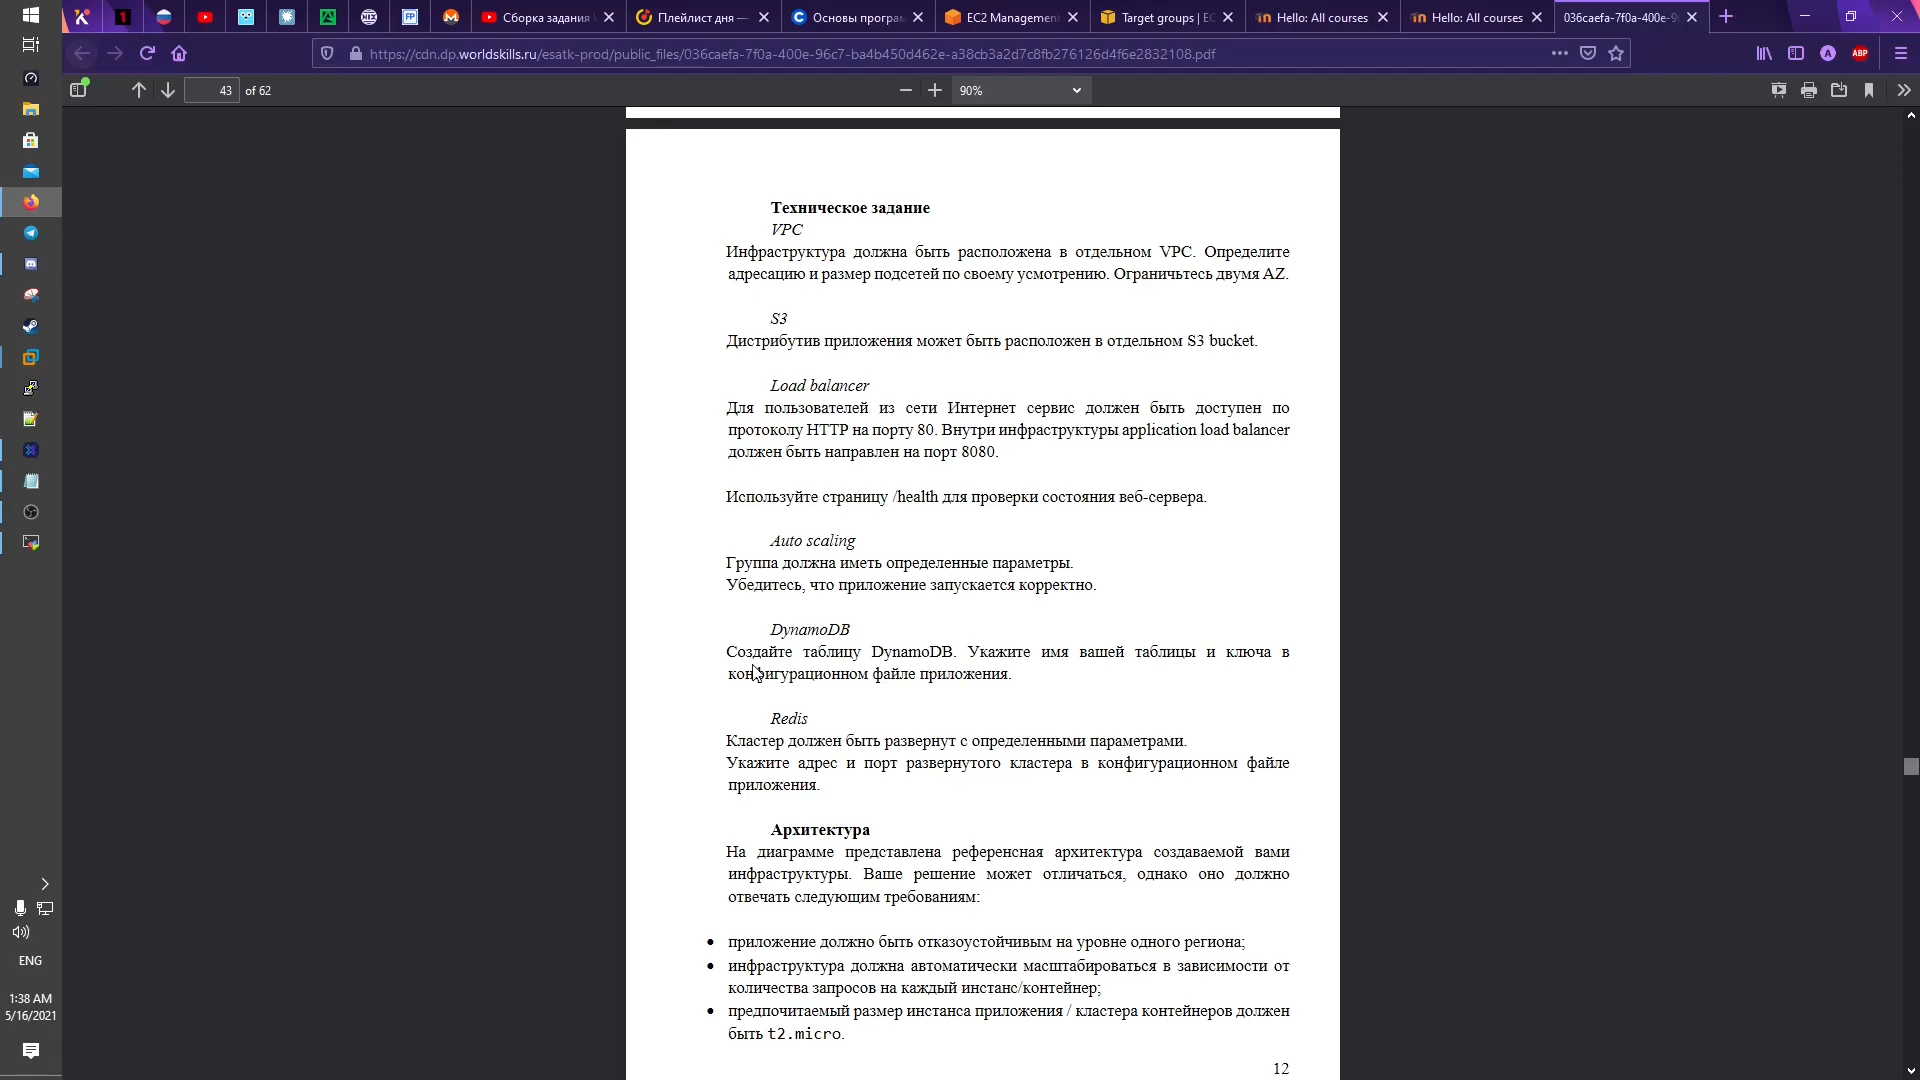 Сборка задания
Плейлист дня —
Основы програм
EC2 Management
Target groups | EC
Hello: All courses
Hello: All courses
036caefa-7f0a-400e-9
https://cdn.dp.worldskills.ru/esatk-prod/public_files/036caefa-7f0a-400e-96c7-ba4b450d462e-a38cb3a2d7c8fb276126d4f6e2832108.pdf
ABP
43 of 62
90%
Техническое задание
VPC
Инфраструктура должна быть расположена в отдельном VPC. Определите
адресацию и размер подсетей по своему усмотрению. Ограничьтесь двумя AZ.
S3
Дистрибутив приложения может быть расположен в отдельном S3 bucket.
Load balancer
Для пользователей из сети Интернет сервис должен быть доступен по
протоколу HTTP на порту 80. Внутри инфраструктуры application load balancer
должен быть направлен на порт 8080.
Используйте страницу /health для проверки состояния веб-сервера.
Auto scaling
Группа должна иметь определенные параметры.
Убедитесь, что приложение запускается корректно.
DynamoDB
Создайте таблицу DynamoDB. Укажите имя вашей таблицы и ключа в
конфигурационном файле приложения.
Redis
Кластер должен быть развернут с определенными параметрами.
Укажите адрес и порт развернутого кластера в конфигурационном файле
приложения.
Архитектура
На диаграмме представлена референсная архитектура создаваемой вами
инфраструктуры. Ваше решение может отличаться, однако оно должно
отвечать следующим требованиям:
• приложение должно быть отказоустойчивым на уровне одного региона;
• инфраструктура должна автоматически масштабироваться в зависимости от
количества запросов на каждый инстанс/контейнер;
• предпочитаемый размер инстанса приложения / кластера контейнеров должен
быть t2.micro.
12
ENG
1:38 AM
5/16/2021